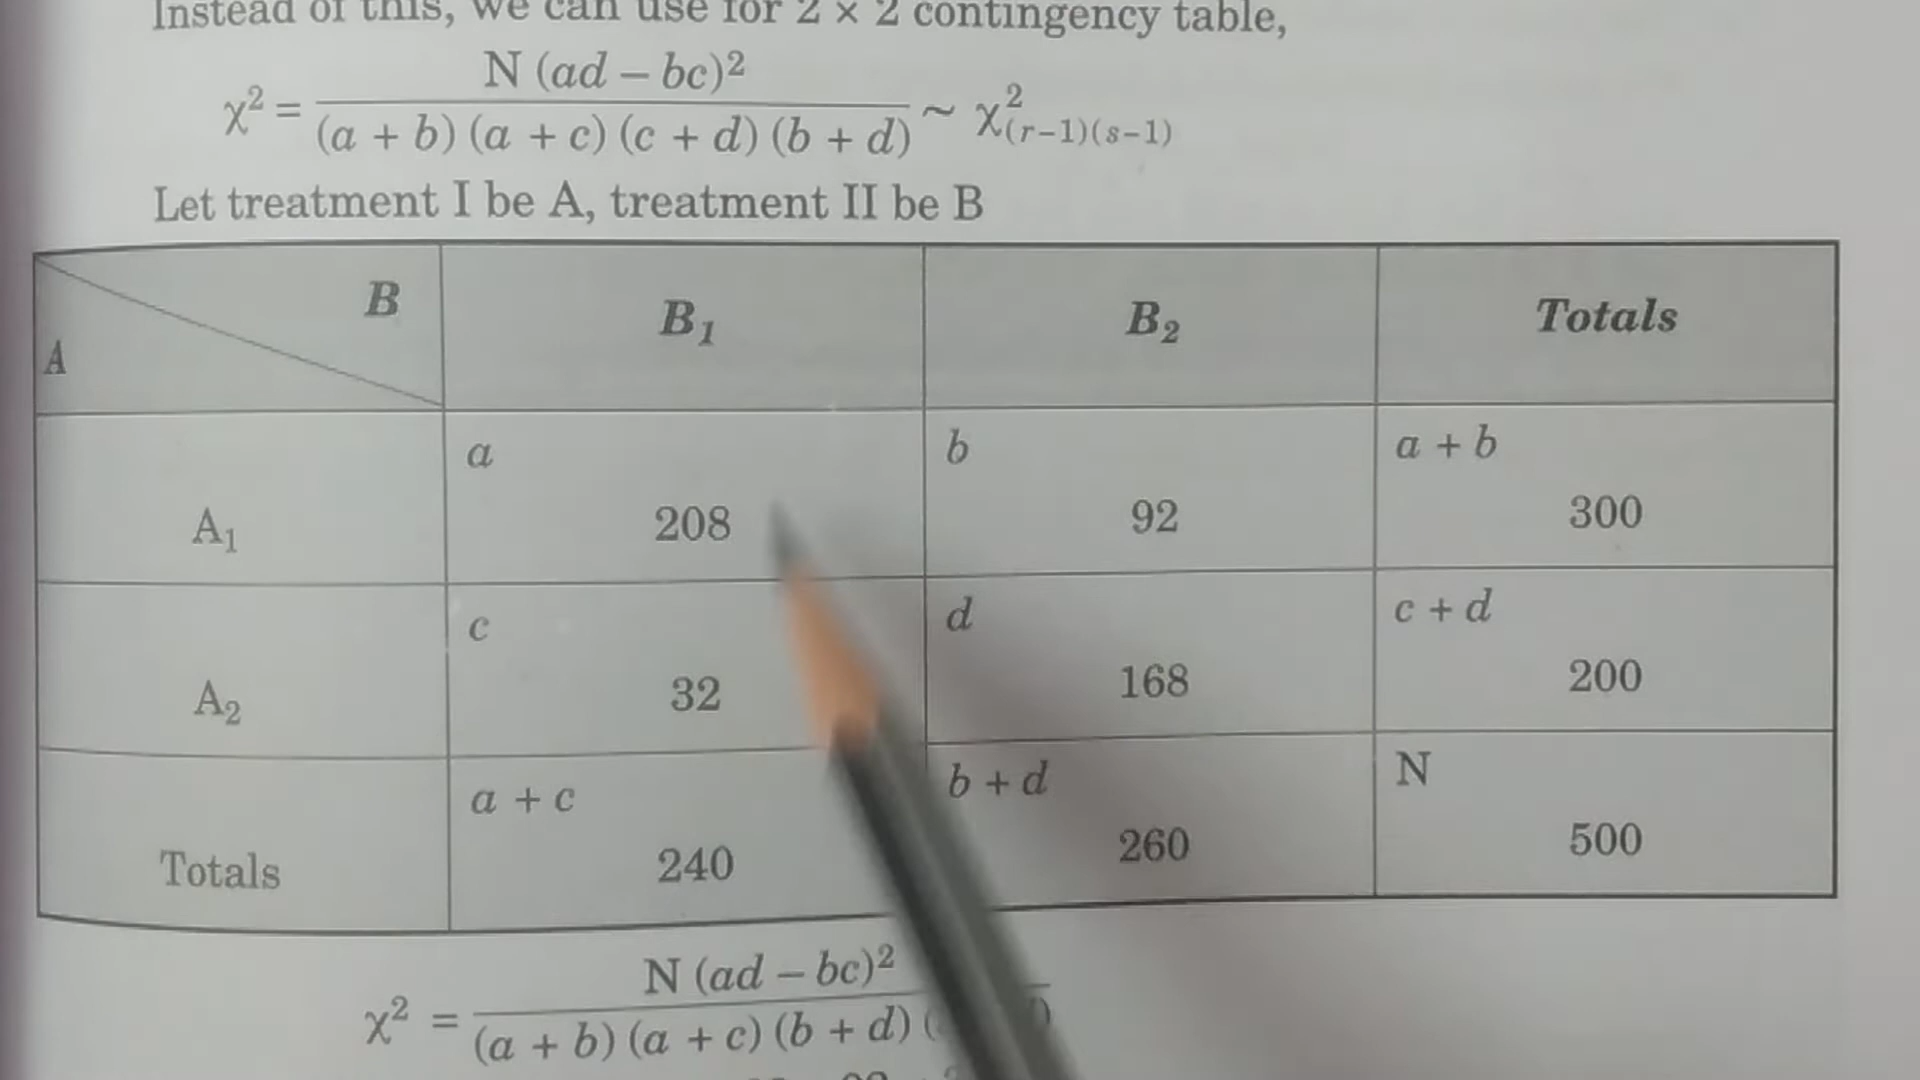 Instead of this, we can use for 2 × 2 contingency table,
χ² = N (ad – bc)² / (a + b) (a + c) (c + d) (b + d) ~ χ²(r–1)(s–1)
Let treatment I be A, treatment II be B
A B B₁ B₂ Totals
a b a + b
A₁ 208 92 300
c d c + d
A₂ 32 168 200
a + c b + d N
Totals 240 260 500
χ² = N (ad – bc)² / (a + b) (a + c) (b + d) (